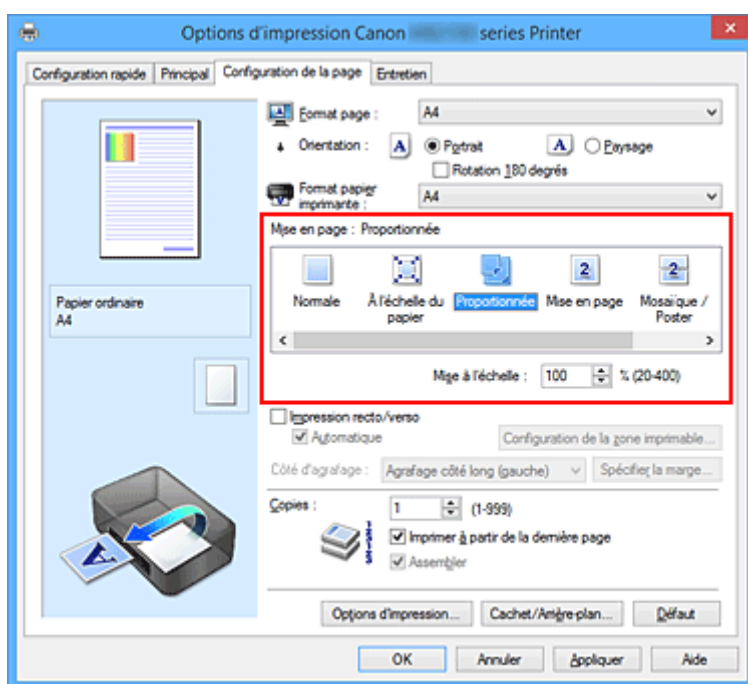 Options d'impression Canon series Printer
Configuration rapide Principal Configuration de la page Entretien
Format page : A4
Orientation : A Portrait A Paysage
Rotation 180 degrés
Format papier imprimante : A4
Mise en page : Proportionnée
2 2
Normale À l'échelle du papier Proportionnée Mise en page Mosaïque / Poster
Mise à l'échelle : 100 % (20-400)
Papier ordinaire
A4
Impression recto/verso
Automatique Configuration de la zone imprimable...
Côté d'agrafage : Agrafage côté long (gauche) Spécifier la marge...
Copies : 1 (1-999)
Imprimer à partir de la dernière page
Assembler
A
Options d'impression... Cachet/Arrière-plan... Défaut
OK Annuler Appliquer Aide